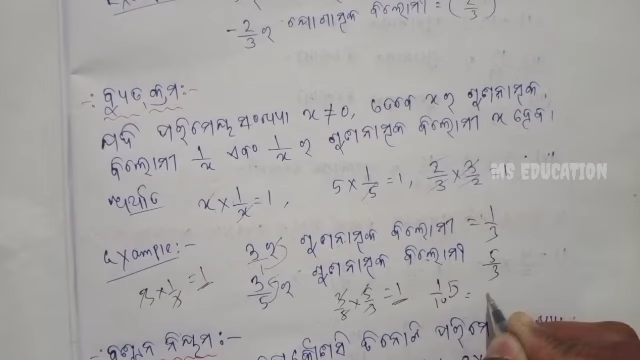 Example:- = (2/3)
-2/3 ର ଯୋଗାତ୍ମକ ବିଲୋମୀ
-: ବ୍ୟୁତ୍କ୍ରମ:-
ଯଦି ପରିମେୟ ସଂଖ୍ୟା x≠0, ତେବେ x ର ଗୁଣନାତ୍ମକ
ବିଲୋମୀ 1/x ଏବଂ 1/x ର ଗୁଣନାତ୍ମକ ବିଲୋମୀ x ହେବ।
ଅର୍ଥାତ x × 1/x = 1, 5 × 1/5 = 1, 2/3 × 3/2
MS EDUCATION
Example:- 3 ର ଗୁଣନାତ୍ମକ ବିଲୋମୀ = 1/3
3 × 1/3 = 1 3/5 ର ଗୁଣନାତ୍ମକ ବିଲୋମୀ 5/3
3/5 × 5/3 = 1
-: ବଣ୍ଟନ ନିୟମ:-